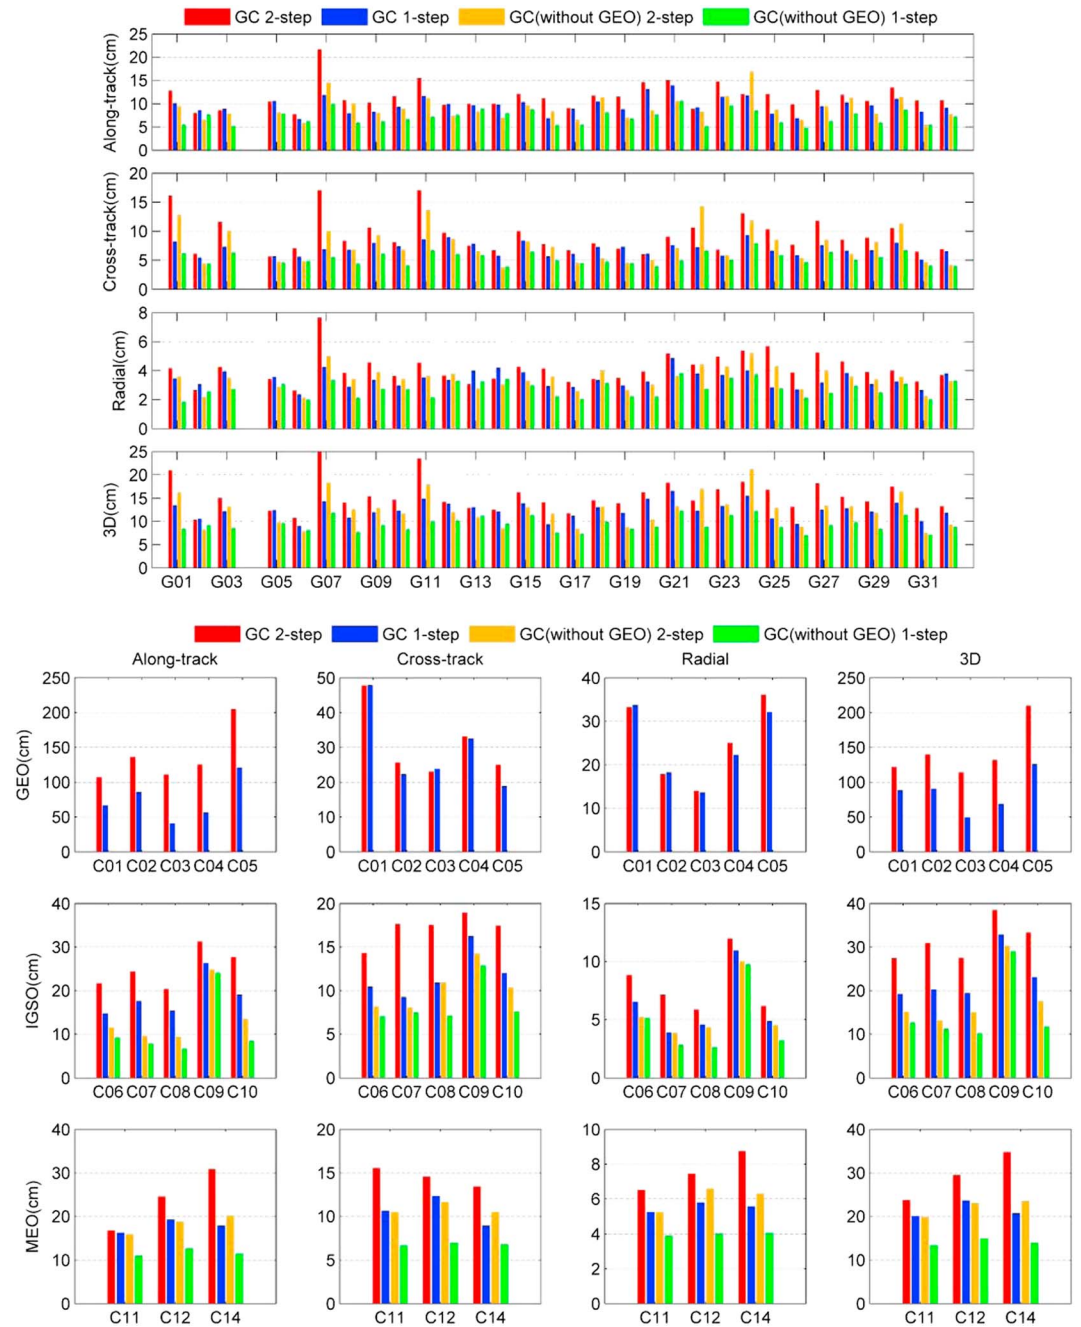 GC 2-step GC 1-step GC(without GEO) 2-step GC(without GEO) 1-step
Along-track(cm)
25
20
15
10
5
0
Cross-track(cm)
20
15
10
5
0
Radial(cm)
8
6
4
2
0
3D(cm)
25
20
15
10
5
0
G01 G03 G05 G07 G09 G11 G13 G15 G17 G19 G21 G23 G25 G27 G29 G31
GC 2-step GC 1-step GC(without GEO) 2-step GC(without GEO) 1-step
Along-track Cross-track Radial 3D
GEO(cm)
250 50 40 250
200 40 30 200
150 30 20 150
100 20 10 100
50 10 0 50
0 0 0
C01 C02 C03 C04 C05 C01 C02 C03 C04 C05 C01 C02 C03 C04 C05 C01 C02 C03 C04 C05
IGSO(cm)
40 20 15 40
30 15 10 30
20 10 5 20
10 5 0 10
0 0 0
C06 C07 C08 C09 C10 C06 C07 C08 C09 C10 C06 C07 C08 C09 C10 C06 C07 C08 C09 C10
MEO(cm)
40 20 10 40
30 15 8 30
20 10 6 20
10 5 4 10
0 0 2 0
0
C11 C12 C14 C11 C12 C14 C11 C12 C14 C11 C12 C14